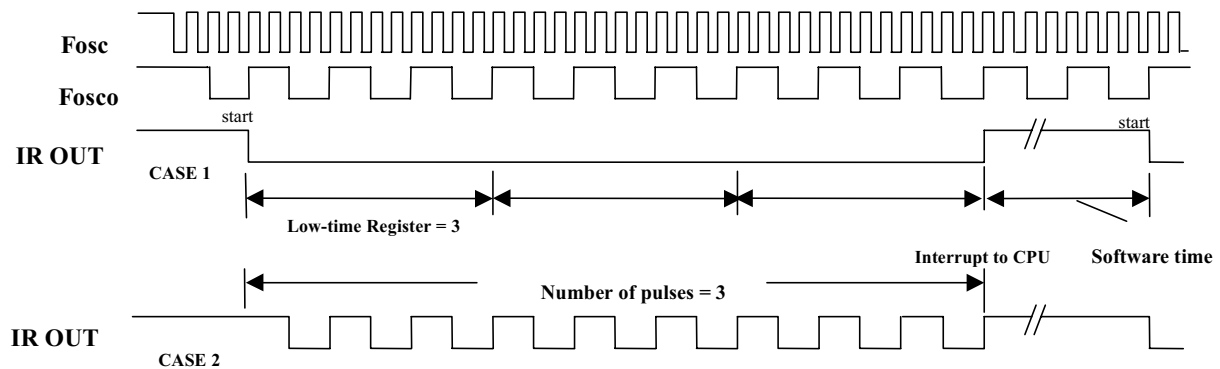 Fosc
Fosco
start
start
IR OUT
CASE 1
Low-time Register = 3
Interrupt to CPU
Software time
Number of pulses = 3
IR OUT
CASE 2